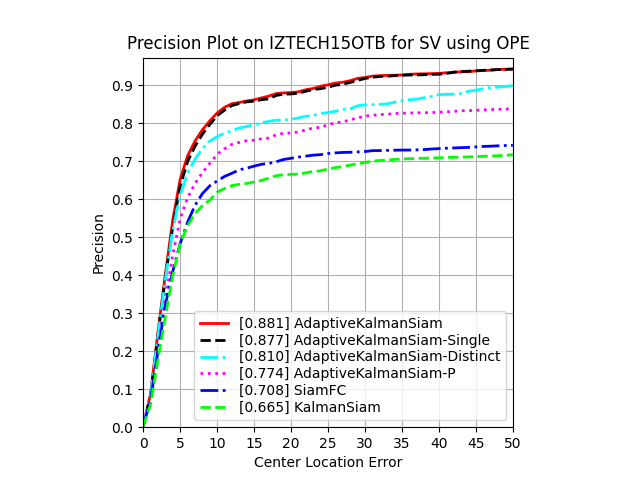 Precision Plot on IZTECH15OTB for SV using OPE
Precision
0.9
0.8
0.7
0.6
0.5
0.4
0.3
0.2
0.1
0.0
[0.881] AdaptiveKalmanSiam
[0.877] AdaptiveKalmanSiam-Single
[0.810] AdaptiveKalmanSiam-Distinct
[0.774] AdaptiveKalmanSiam-P
[0.708] SiamFC
[0.665] KalmanSiam
0 5 10 15 20 25 30 35 40 45 50
Center Location Error